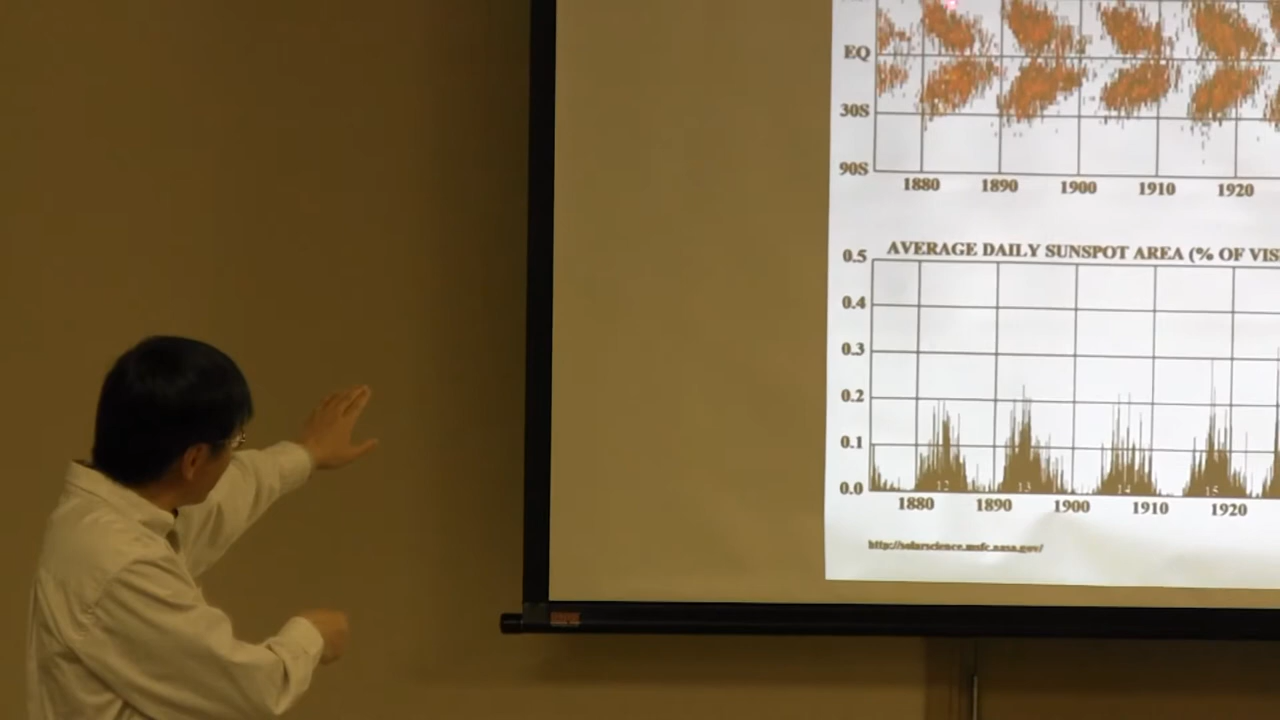 EQ
30S
90S
1880 1890 1900 1910 1920
AVERAGE DAILY SUNSPOT AREA (% OF VIS
0.5
0.4
0.3
0.2
0.1
0.0
12 13 14 15
1880 1890 1900 1910 1920
http://solarscience.msfc.nasa.gov/